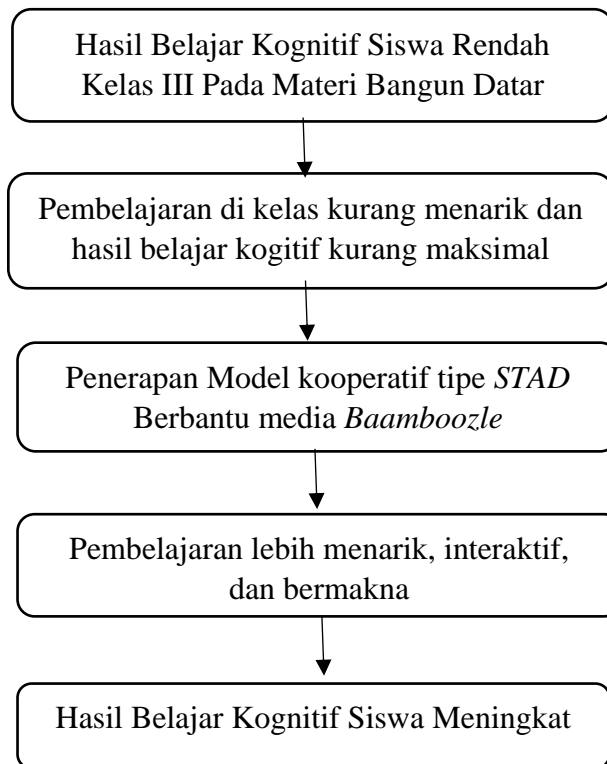 Hasil Belajar Kognitif Siswa Rendah
Kelas III Pada Materi Bangun Datar
Pembelajaran di kelas kurang menarik dan
hasil belajar kogitif kurang maksimal
Penerapan Model kooperatif tipe STAD
Berbantu media Baamboozle
Pembelajaran lebih menarik, interaktif,
dan bermakna
Hasil Belajar Kognitif Siswa Meningkat